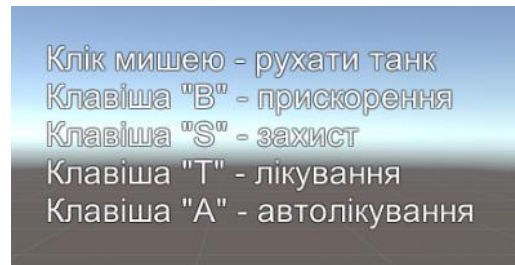 Клік мишею - рухати танк
Клавіша "B" - прискорення
Клавіша "S" - захист
Клавіша "T" - лікування
Клавіша "A" - автолікування